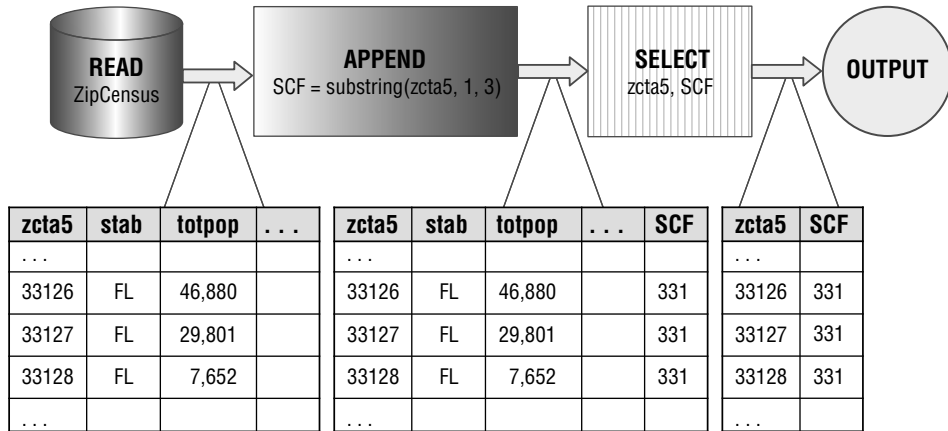 READ
ZipCensus
APPEND
SCF = substring(zcta5, 1, 3)
SELECT
zcta5, SCF
OUTPUT
zcta5 stab totpop . . .
. . .
33126 FL 46,880
33127 FL 29,801
33128 FL 7,652
. . .
zcta5 stab totpop . . . SCF
. . .
33126 FL 46,880 331
33127 FL 29,801 331
33128 FL 7,652 331
. . .
zcta5 SCF
. . .
33126 331
33127 331
33128 331
. . .